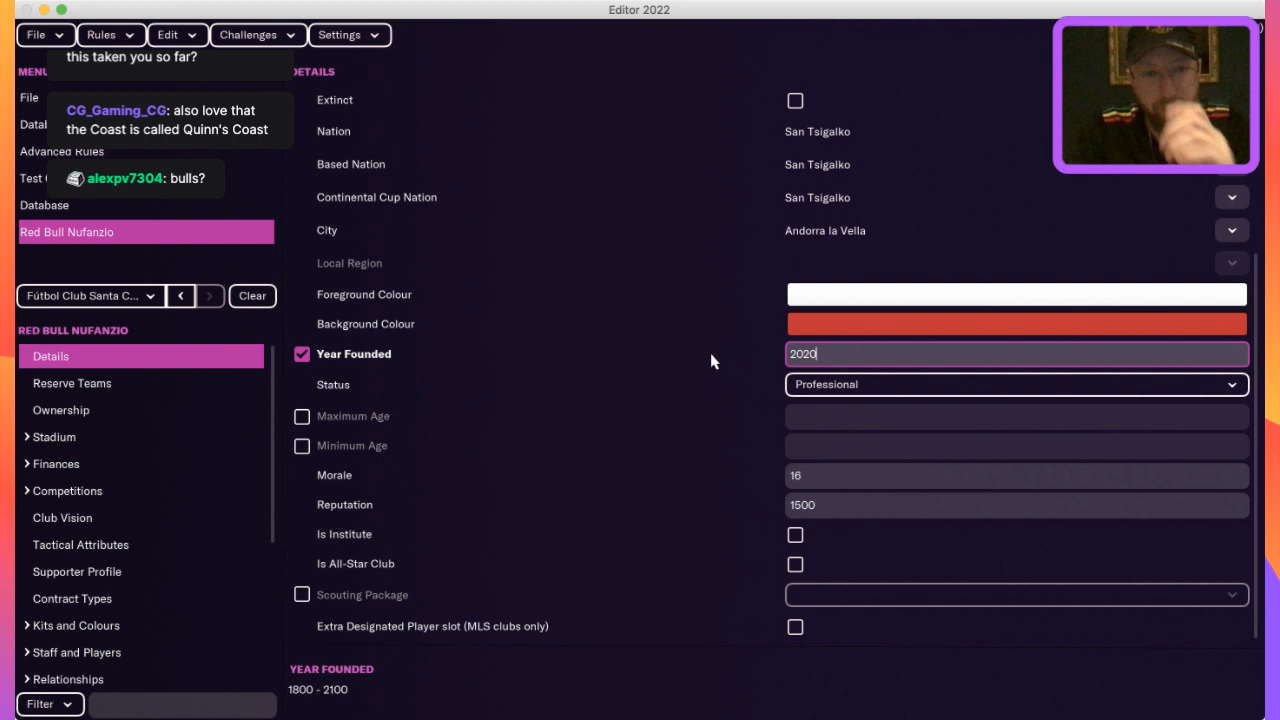 Editor 2022
File
Rules
Edit
Challenges
Settings
this taken you so far?
MENU
DETAILS
CG_Gaming_CG: also love that
the Coast is called Quinn's Coast
alexpv7304: bulls?
File
Advanced Rules
Test
Database
Red Bull Nufanzio
Fútbol Club Santa C...
Clear
RED BULL NUFANZIO
Details
Reserve Teams
Ownership
Stadium
Finances
Competitions
Club Vision
Tactical Attributes
Supporter Profile
Contract Types
Kits and Colours
Staff and Players
Relationships
Filter
Extinct
Nation San Tsigalko
Based Nation San Tsigalko
Continental Cup Nation San Tsigalko
City Andorra la Vella
Local Region
Foreground Colour
Background Colour
Year Founded 2020
Status Professional
Maximum Age
Minimum Age
Morale 16
Reputation 1500
Is Institute
Is All-Star Club
Scouting Package
Extra Designated Player slot (MLS clubs only)
YEAR FOUNDED
1800 - 2100